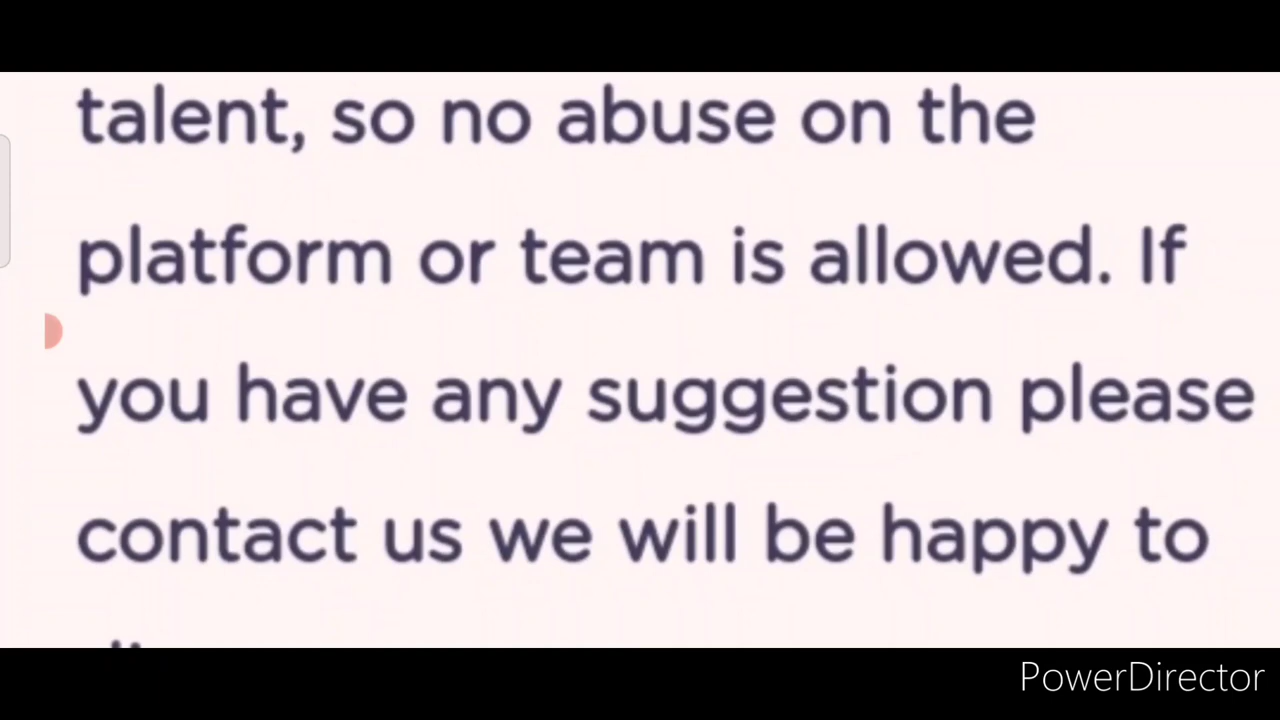 talent, so no abuse on the
platform or team is allowed. If
you have any suggestion please
contact us we will be happy to
PowerDirector